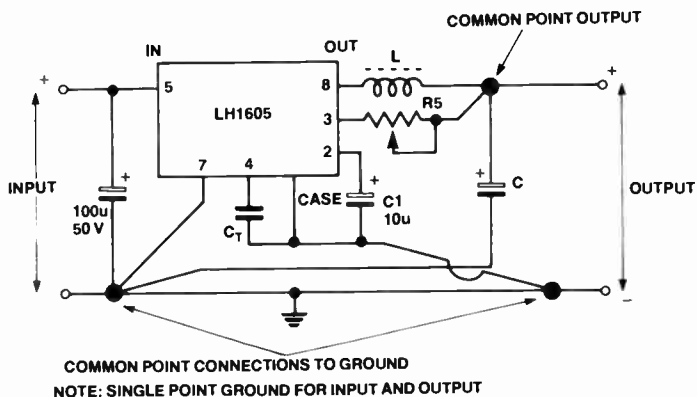 COMMON POINT OUTPUT
IN
OUT
L
+
5
LH1605
8
+
3
R5
2
INPUT
7
4
CASE
+
+
+
C
OUTPUT
100u
50 V
C1
10u
CT
–
COMMON POINT CONNECTIONS TO GROUND
NOTE: SINGLE POINT GROUND FOR INPUT AND OUTPUT